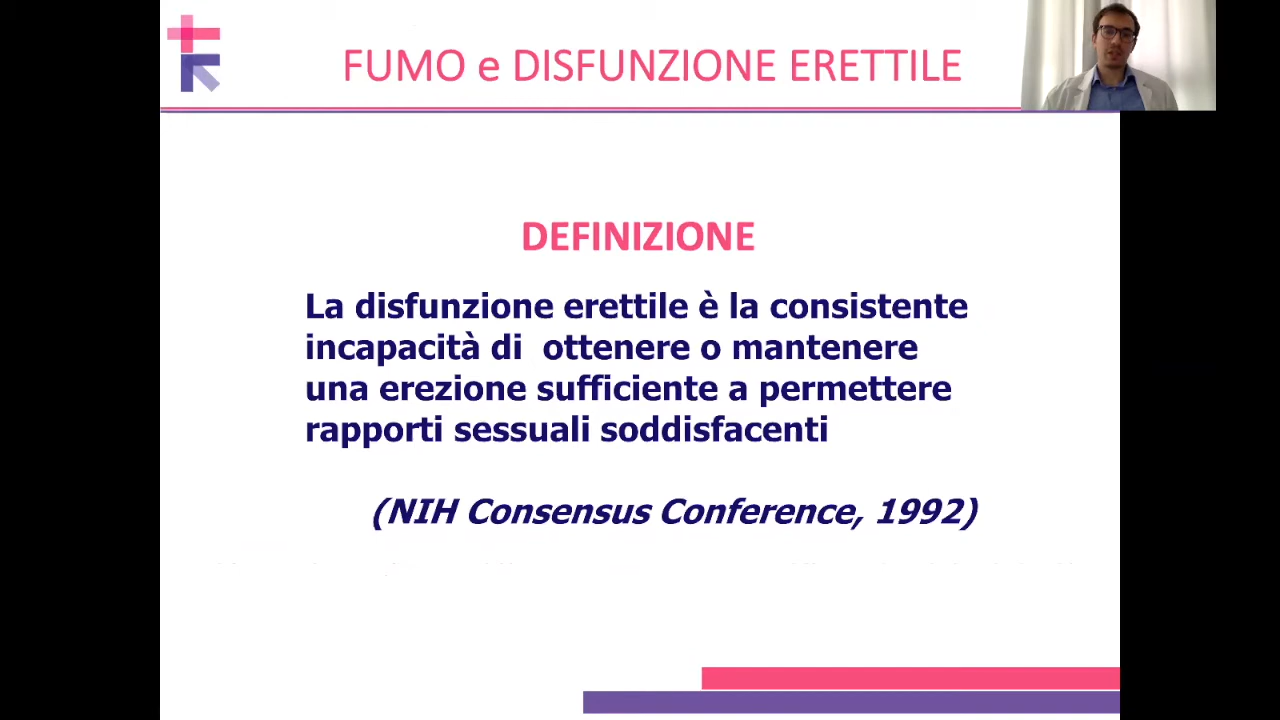 FUMO e DISFUNZIONE ERETTILE
DEFINIZIONE
La disfunzione erettile è la consistente
incapacità di ottenere o mantenere
una erezione sufficiente a permettere
rapporti sessuali soddisfacenti
(NIH Consensus Conference, 1992)